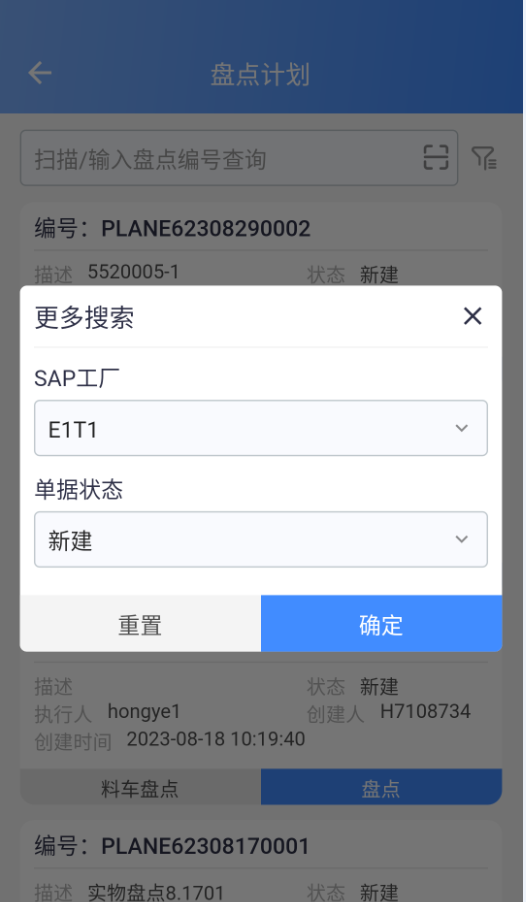 盘点计划
扫描/输入盘点编号查询
编号：PLANE62308290002
描述 5520005-1 状态 新建
更多搜索
SAP工厂
E1T1
单据状态
新建
重置 确定
描述 状态 新建
执行人 hongye1 创建人 H7108734
创建时间 2023-08-18 10:19:40
料车盘点 盘点
编号：PLANE62308170001
描述 实物盘点8.1701 状态 新建